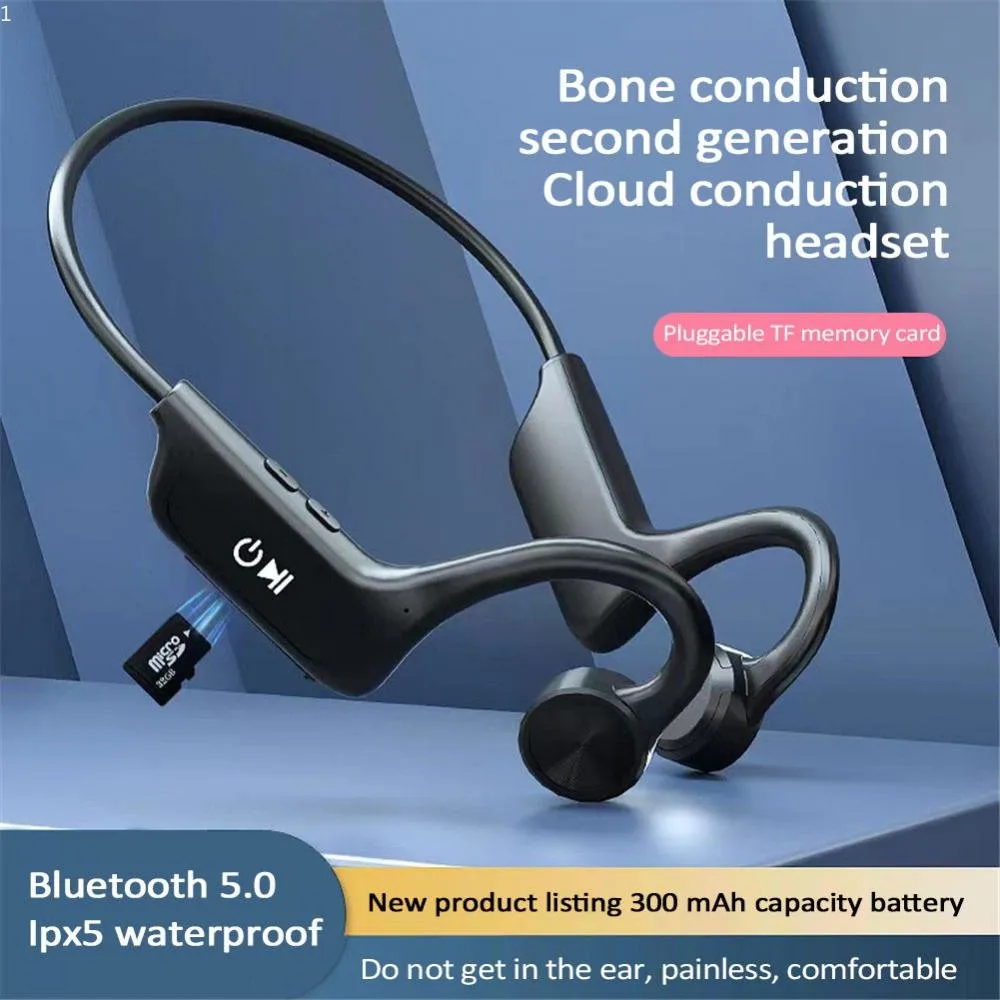 1
Bone conduction
second generation
Cloud conduction
headset
Pluggable TF memory card
Micro
SD
32GB
Bluetooth 5.0
Ipx5 waterproof
New product listing 300 mAh capacity battery
Do not get in the ear, painless, comfortable